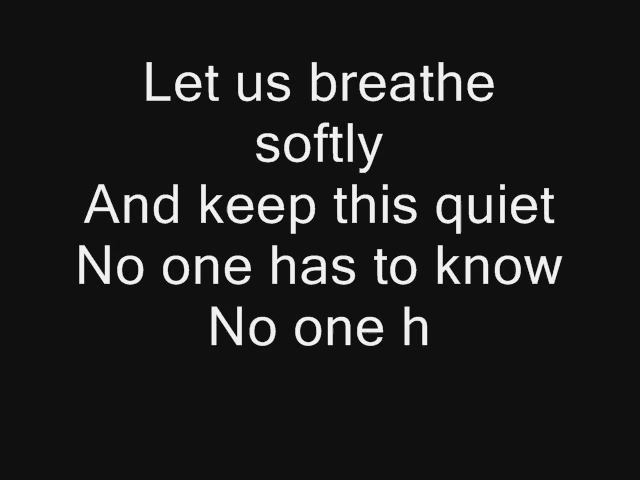 Let us breathe
softly
And keep this quiet
No one has to know
No one h